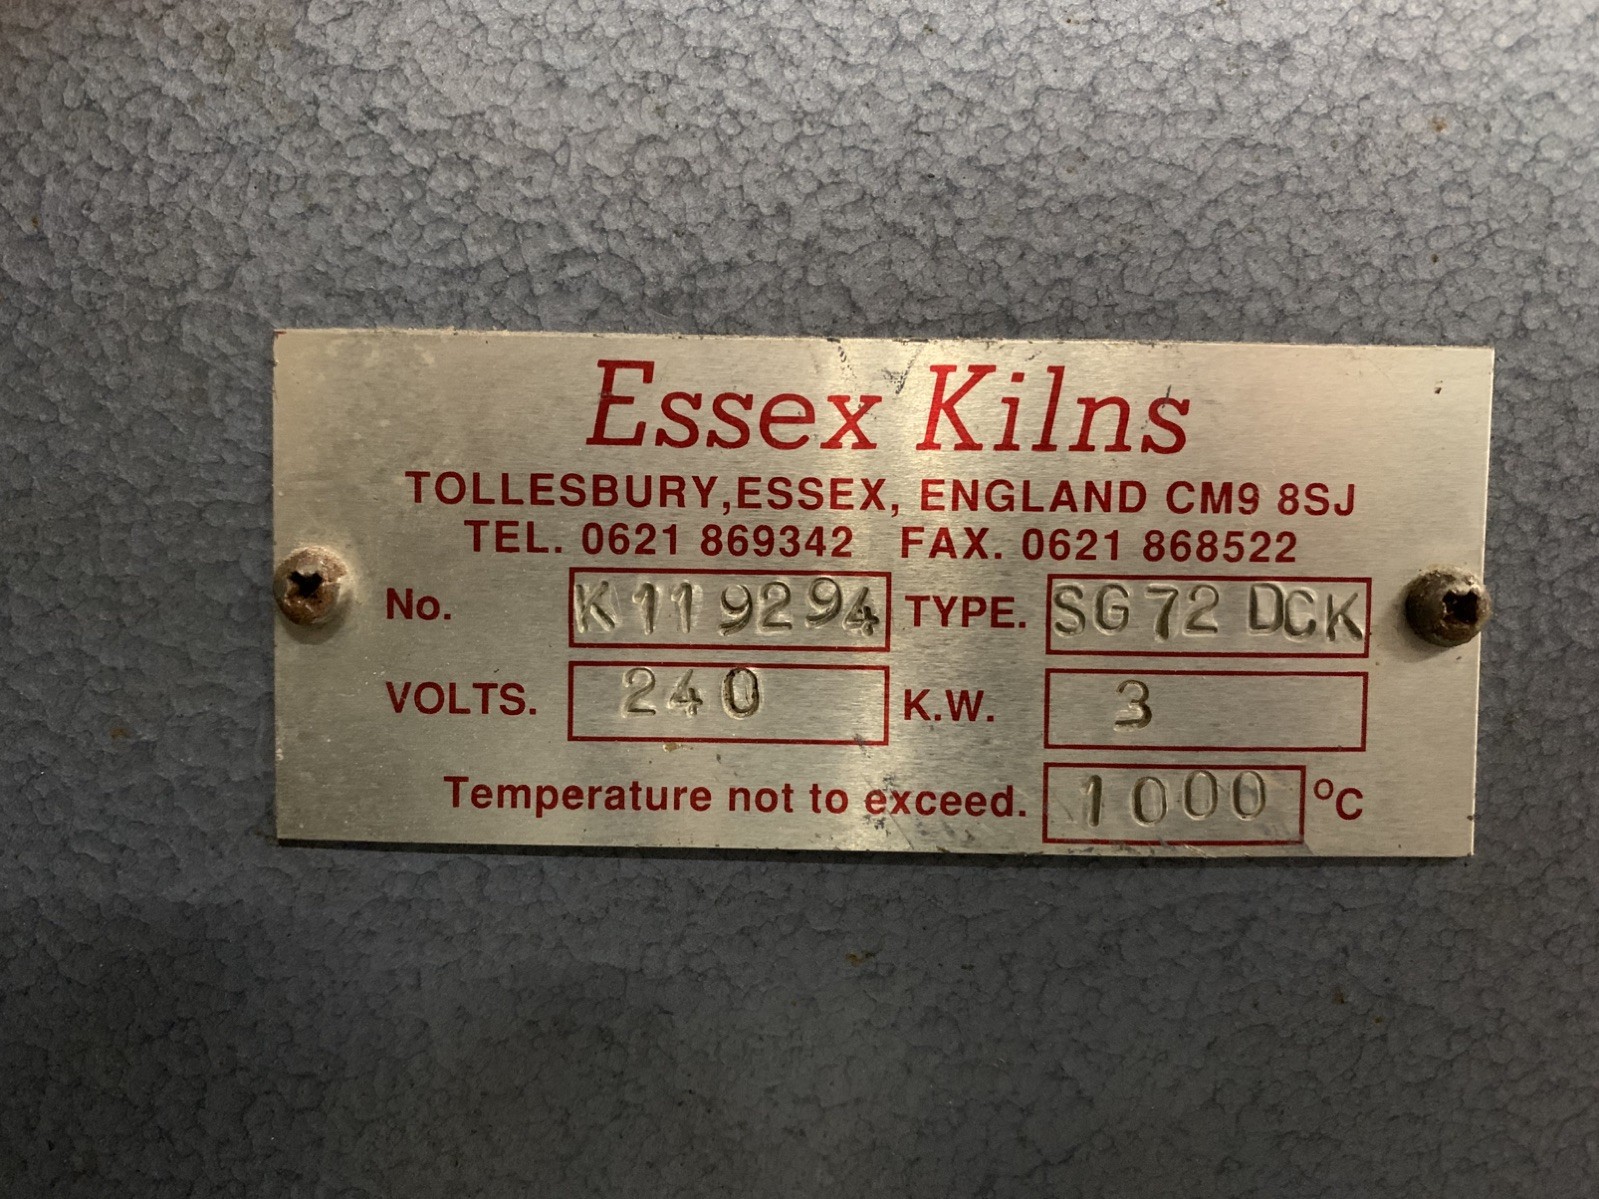 Essex Kilns
TOLLESBURY,ESSEX, ENGLAND CM9 8SJ
TEL. 0621 869342 FAX. 0621 868522
No. K119294 TYPE. SG72 DCK
VOLTS. 240 K.W. 3
Temperature not to exceed. 1000 °C